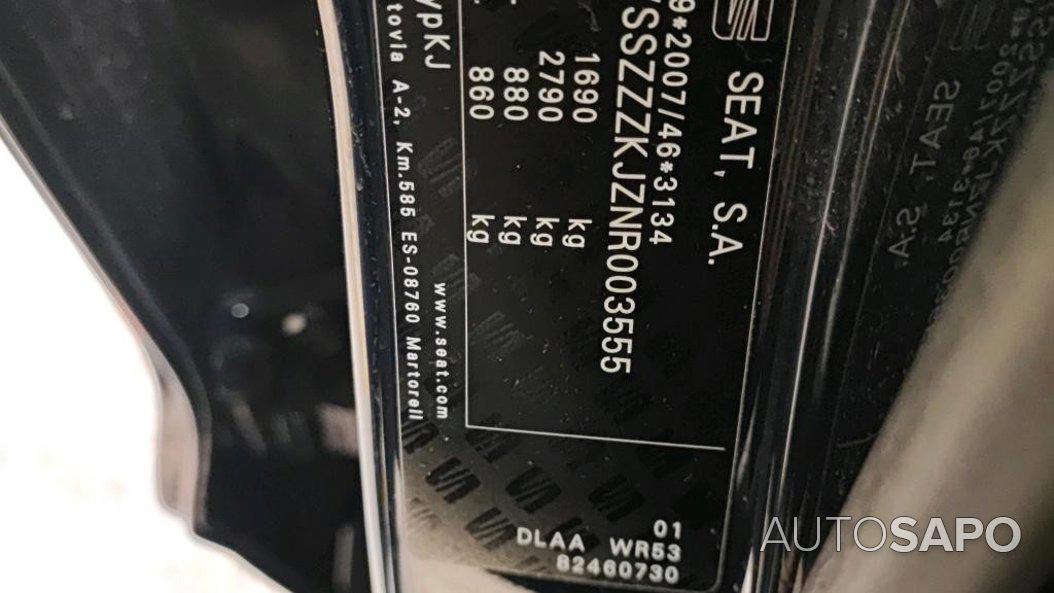 SEAT, S.A.
9*2007/46*3134
SSZZZKJZNR003555
1690 kg
2790 kg
880 kg
860 kg
ypKJ
www.seat.com
tovia A-2, Km.585 ES-08760 Martorell
01
DLAA WR53
82460730
AUTOSAPO